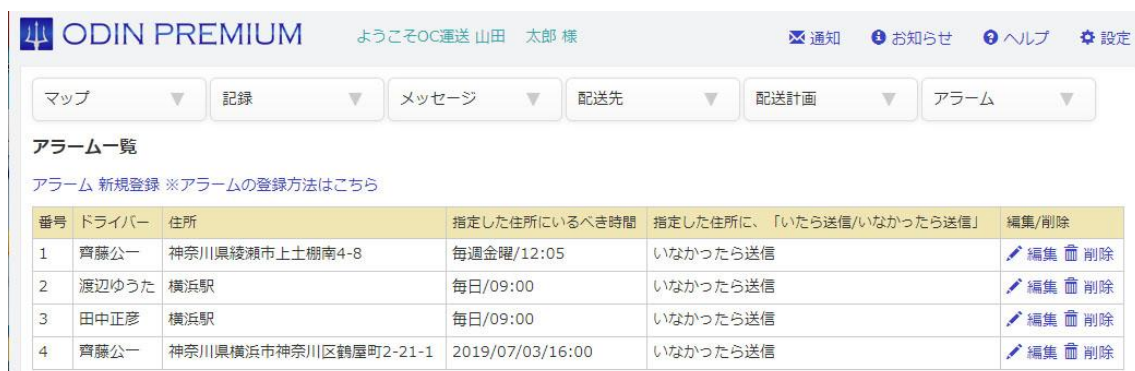 ODIN PREMIUM ようこそOC運送 山田 太郎 様 通知 お知らせ ヘルプ 設定
マップ ▼ 記録 ▼ メッセージ ▼ 配送先 ▼ 配送計画 ▼ アラーム ▼
アラーム一覧
アラーム 新規登録 ※アラームの登録方法はこちら
番号 ドライバー 住所 指定した住所にいるべき時間 指定した住所に、「いたら送信/いなかったら送信」 編集/削除
1 齊藤公一 神奈川県綾瀬市上土棚南4-8 毎週金曜/12:05 いなかったら送信 編集 削除
2 渡辺ゆうた 横浜駅 毎日/09:00 いなかったら送信 編集 削除
3 田中正彦 横浜駅 毎日/09:00 いなかったら送信 編集 削除
4 齊藤公一 神奈川県横浜市神奈川区鶴屋町2-21-1 2019/07/03/16:00 いなかったら送信 編集 削除